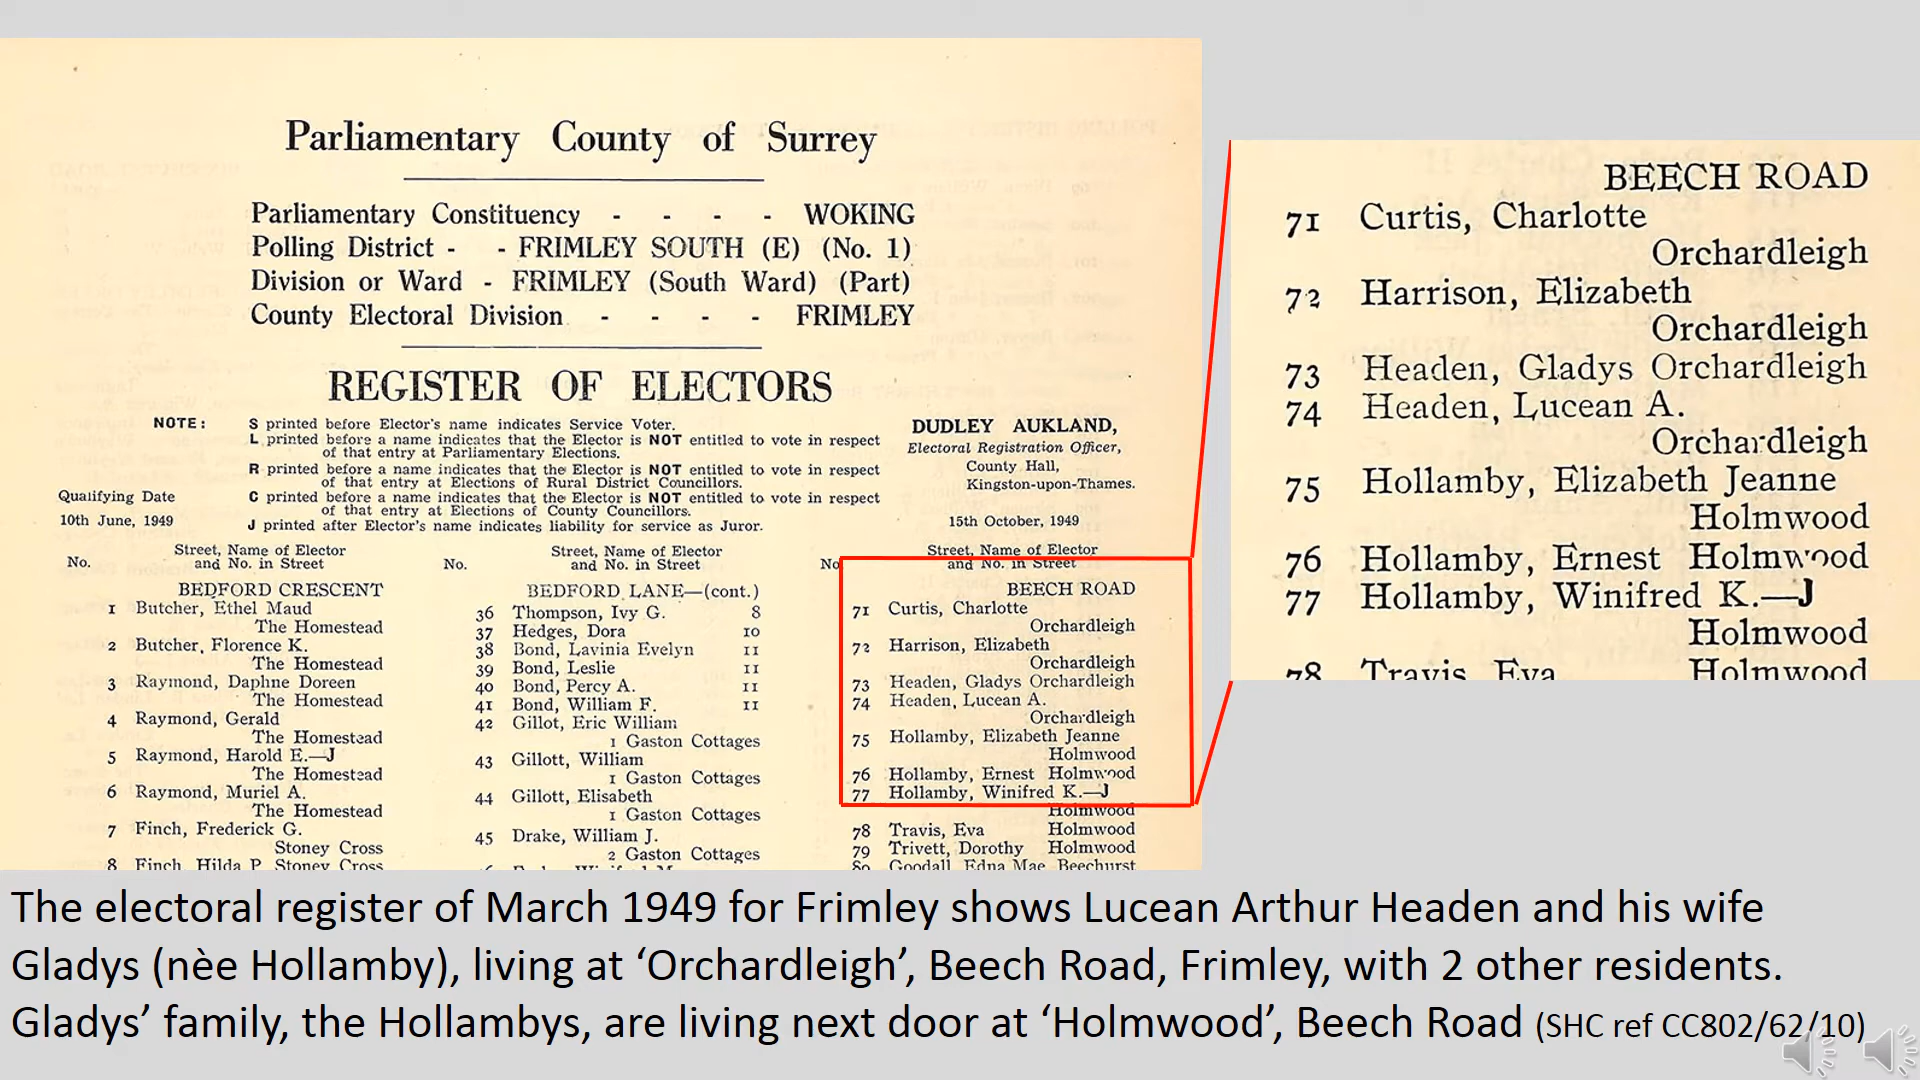 Parliamentary County of Surrey
Parliamentary Constituency - - - - WOKING
Polling District - - FRIMLEY SOUTH (E) (No. 1)
Division or Ward - FRIMLEY (South Ward) (Part)
County Electoral Division - - - - FRIMLEY
REGISTER OF ELECTORS
NOTE: S printed before Elector's name indicates Service Voter.
L printed before a name indicates that the Elector is NOT entitled to vote in respect
of that entry at Parliamentary Elections.
R printed before a name indicates that the Elector is NOT entitled to vote in respect
of that entry at Elections of Rural District Councillors.
C printed before a name indicates that the Elector is NOT entitled to vote in respect
of that entry at Elections of County Councillors.
J printed after Elector's name indicates liability for service as Juror.
Qualifying Date
10th June, 1949
DUDLEY AUKLAND,
Electoral Registration Officer,
County Hall,
Kingston-upon-Thames.
15th October, 1949
No. Street, Name of Elector
and No. in Street
BEDFORD CRESCENT
1 Butcher, Ethel Maud
The Homestead
2 Butcher, Florence K.
The Homestead
3 Raymond, Daphne Doreen
The Homestead
4 Raymond, Gerald
The Homestead
5 Raymond, Harold E.—J
The Homestead
6 Raymond, Muriel A.
The Homestead
7 Finch, Frederick G.
Stoney Cross
8 Finch, Hilda P. Stoney Cross
No. Street, Name of Elector
and No. in Street
BEDFORD LANE—(cont.)
36 Thompson, Ivy G. 8
37 Hedges, Dora 10
38 Bond, Lavinia Evelyn 11
39 Bond, Leslie 11
40 Bond, Percy A. 11
41 Bond, William F. 11
42 Gillot, Eric William
1 Gaston Cottages
43 Gillott, William
1 Gaston Cottages
44 Gillott, Elisabeth
1 Gaston Cottages
45 Drake, William J.
2 Gaston Cottages
No. Street, Name of Elector
and No. in Street
BEECH ROAD
71 Curtis, Charlotte
Orchardleigh
72 Harrison, Elizabeth
Orchardleigh
73 Headen, Gladys Orchardleigh
74 Headen, Lucean A.
Orchardleigh
75 Hollamby, Elizabeth Jeanne
Holmwood
76 Hollamby, Ernest Holmwood
77 Hollamby, Winifred K.—J
Holmwood
78 Travis, Eva Holmwood
79 Trivett, Dorothy Holmwood
80 Goodall, Edna Mae Beechurst
BEECH ROAD
71 Curtis, Charlotte
Orchardleigh
72 Harrison, Elizabeth
Orchardleigh
73 Headen, Gladys Orchardleigh
74 Headen, Lucean A.
Orchardleigh
75 Hollamby, Elizabeth Jeanne
Holmwood
76 Hollamby, Ernest Holmwood
77 Hollamby, Winifred K.—J
Holmwood
78 Travis, Eva Holmwood
The electoral register of March 1949 for Frimley shows Lucean Arthur Headen and his wife
Gladys (nèe Hollamby), living at ‘Orchardleigh’, Beech Road, Frimley, with 2 other residents.
Gladys’ family, the Hollambys, are living next door at ‘Holmwood’, Beech Road (SHC ref CC802/62/10)